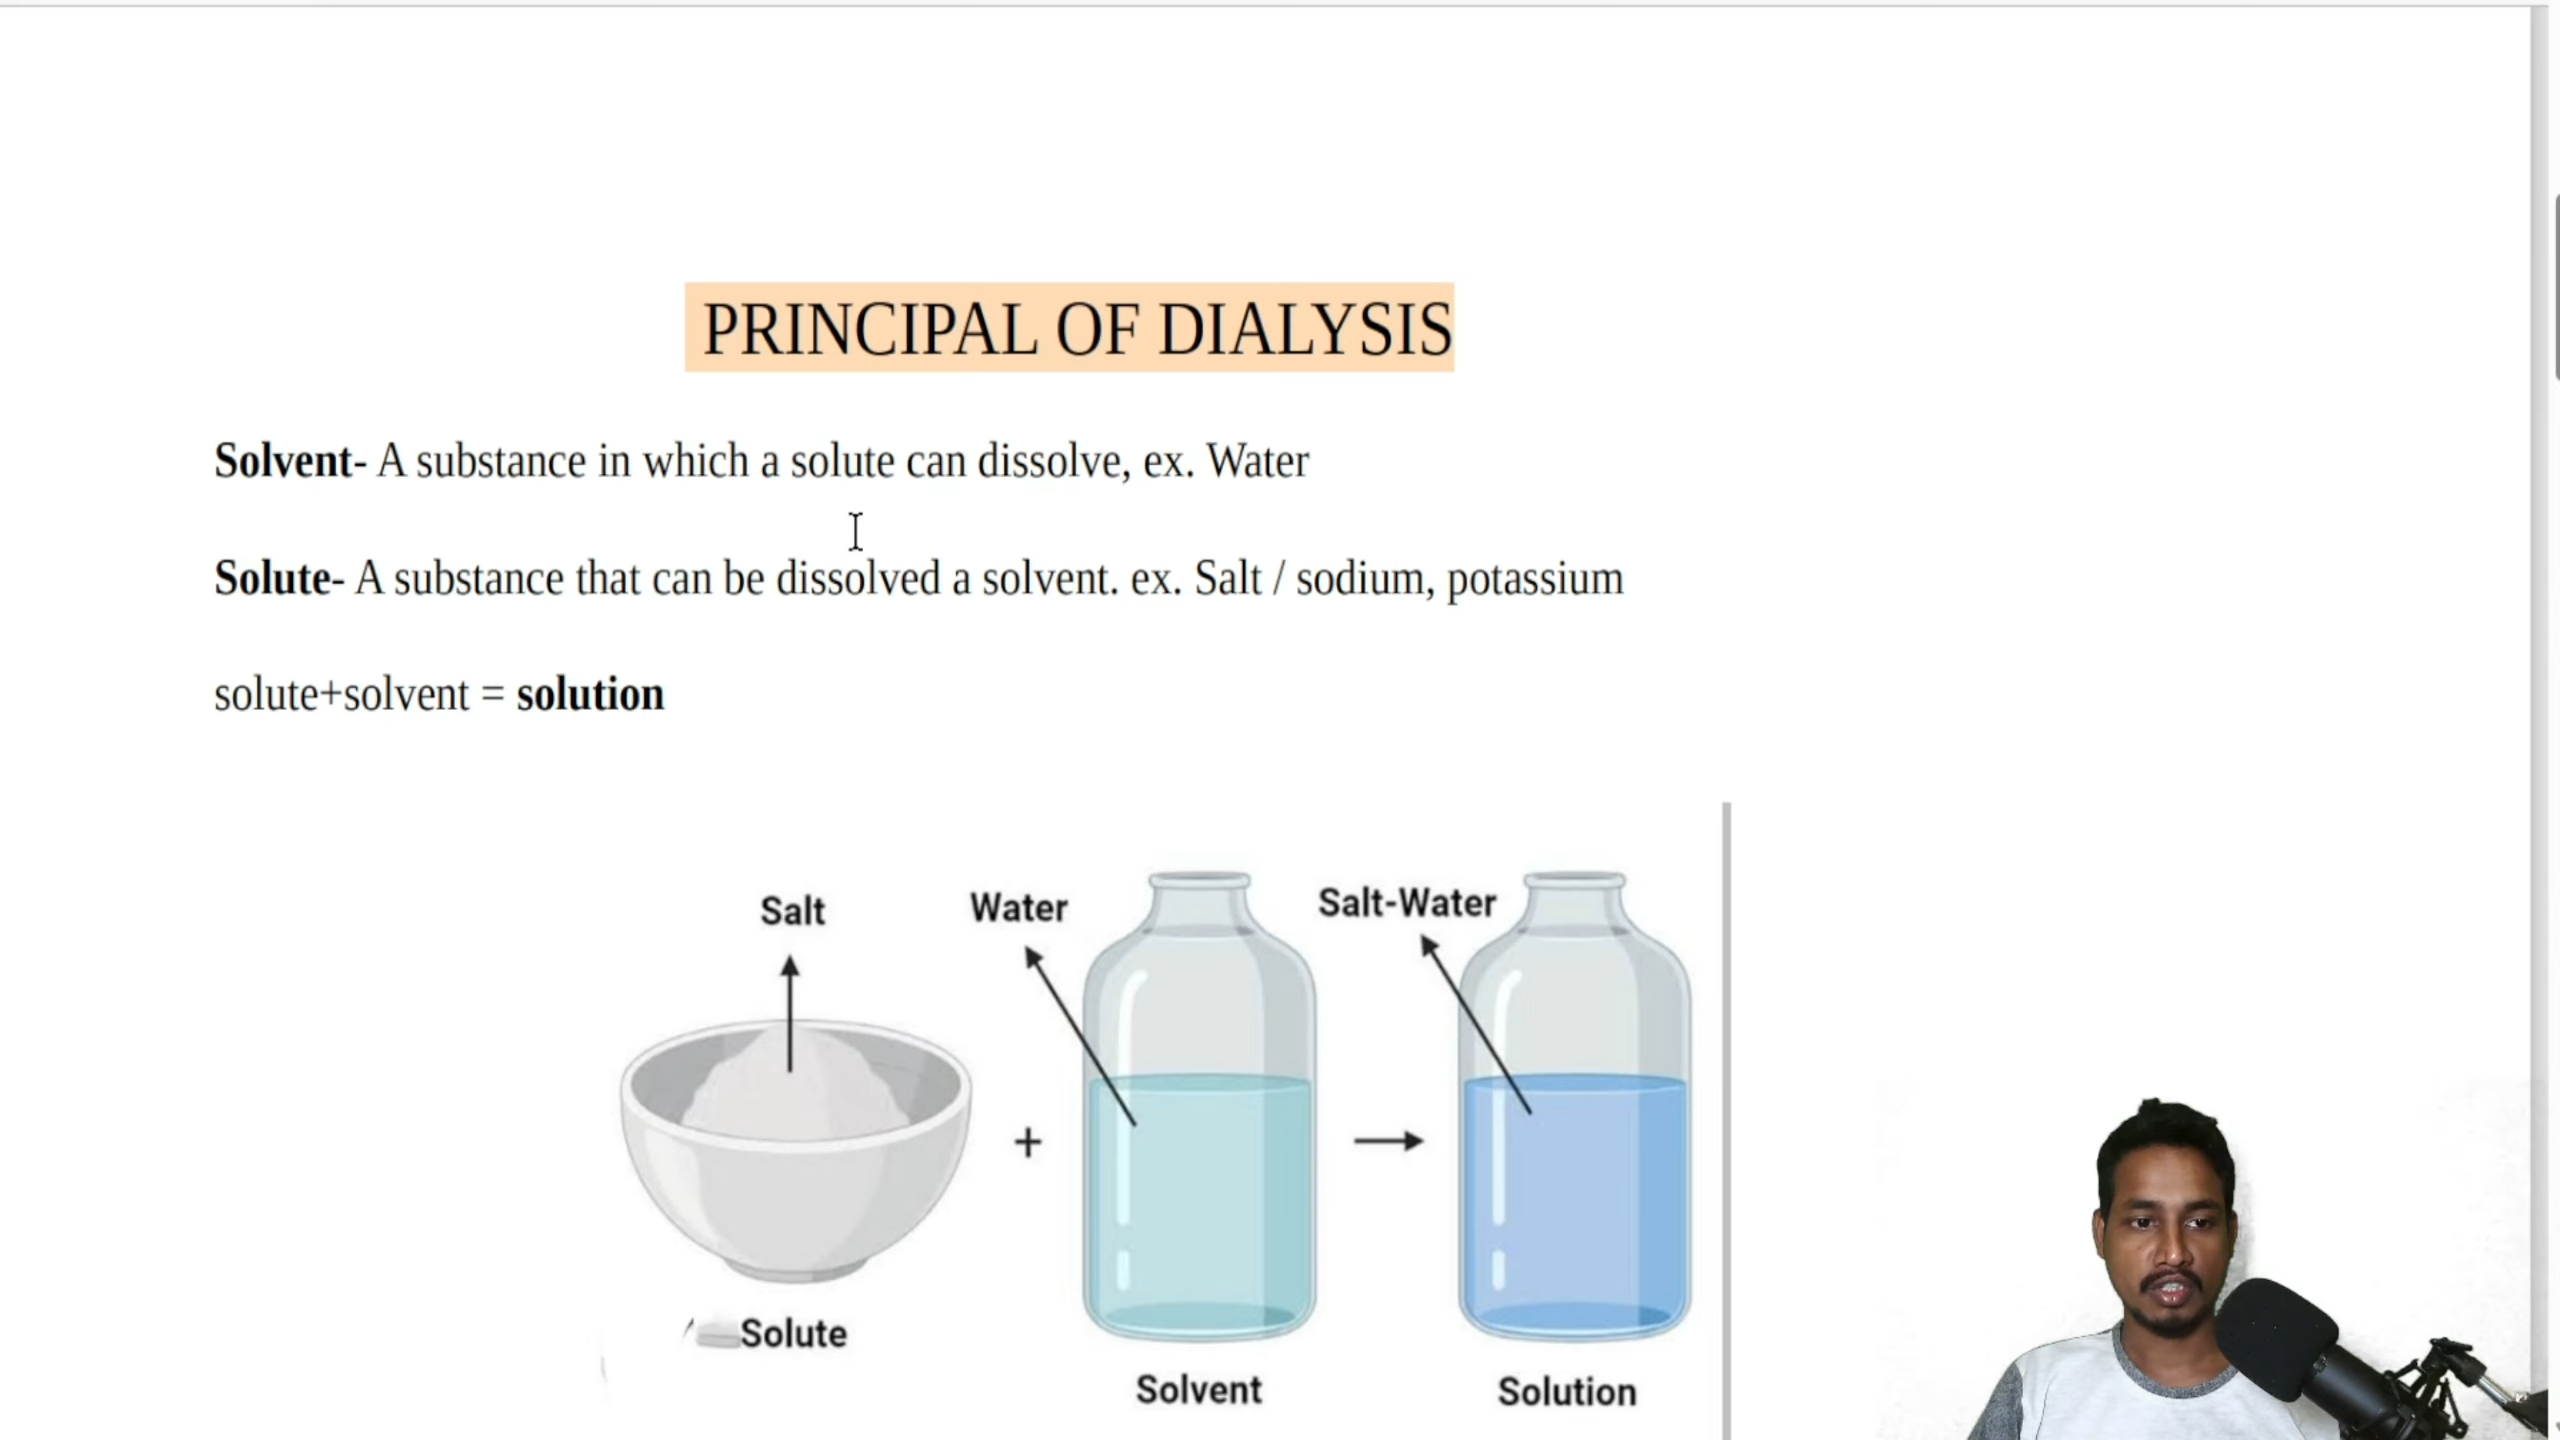 PRINCIPAL OF DIALYSIS
Solvent- A substance in which a solute can dissolve, ex. Water
Solute- A substance that can be dissolved a solvent. ex. Salt / sodium, potassium
solute+solvent = solution
Salt
Water
Salt-Water
+
Solute
Solvent
Solution